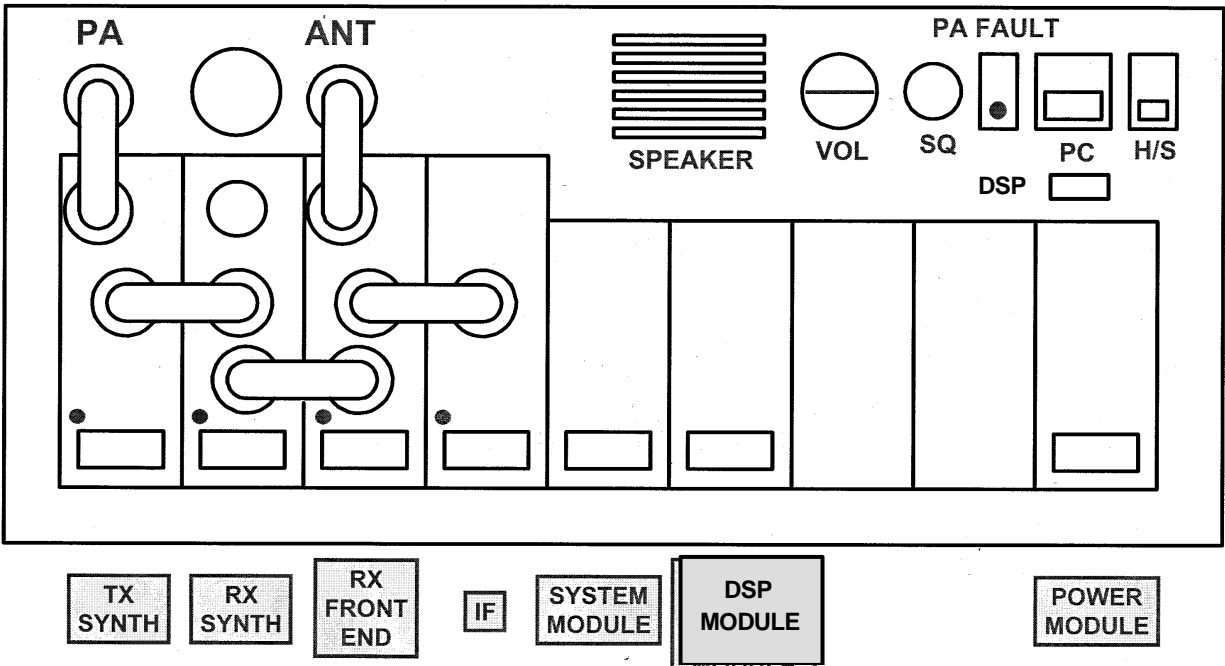 PA
ANT
PA FAULT
SPEAKER
VOL
SQ
PC
H/S
DSP
TX
SYNTH
RX
SYNTH
RX
FRONT
END
IF
SYSTEM
MODULE
DSP
MODULE
POWER
MODULE